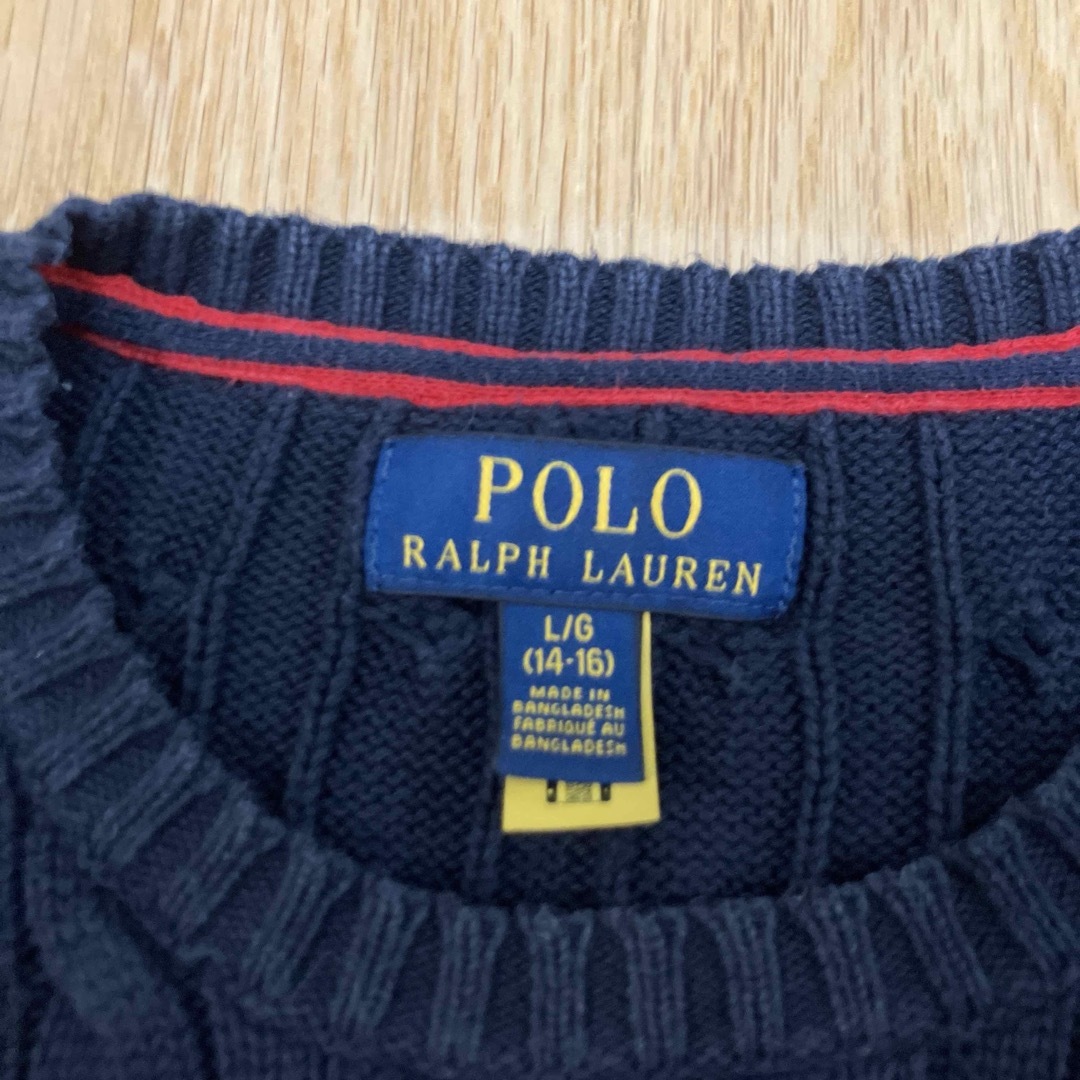 POLO
RALPH LAUREN
L/G
(14-16)
MADE IN
BANGLADESH
FABRIQUÉ AU
BANGLADESH